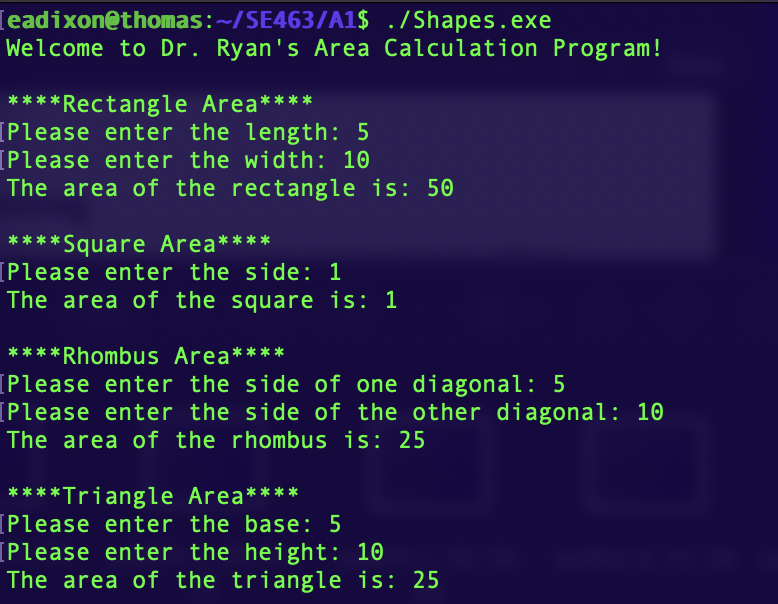 eadixon@thomas:~/SE463/A1$ ./Shapes.exe
Welcome to Dr. Ryan's Area Calculation Program!
****Rectangle Area****
Please enter the length: 5
Please enter the width: 10
The area of the rectangle is: 50
****Square Area****
Please enter the side: 1
The area of the square is: 1
****Rhombus Area****
Please enter the side of one diagonal: 5
Please enter the side of the other diagonal: 10
The area of the rhombus is: 25
****Triangle Area****
Please enter the base: 5
Please enter the height: 10
The area of the triangle is: 25